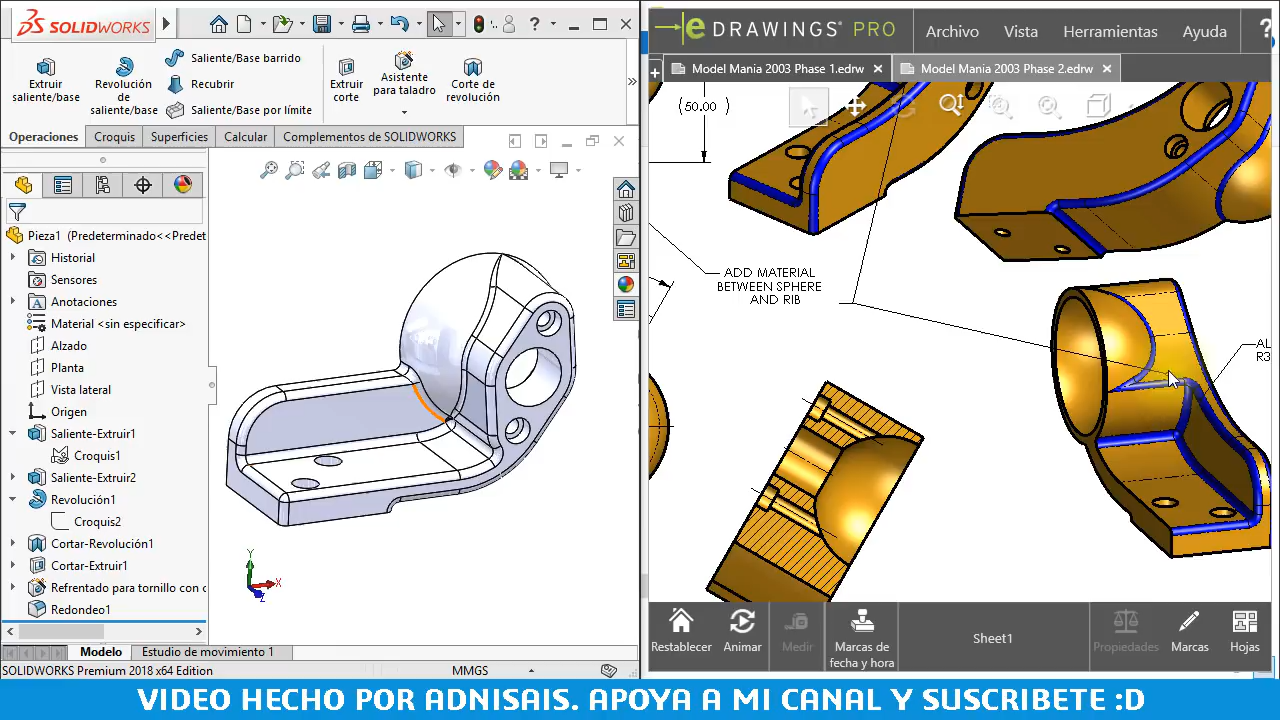 SOLIDWORKS
?
Extruir
saliente/base
Revolución
de
saliente/base
Saliente/Base barrido
Recubrir
Saliente/Base por límite
Extruir
corte
Asistente
para taladro
Corte de
revolución
Operaciones
Croquis
Superficies
Calcular
Complementos de SOLIDWORKS
Pieza1 (Predeterminado<<Predet
Historial
Sensores
Anotaciones
Material <sin especificar>
Alzado
Planta
Vista lateral
Origen
Saliente-Extruir1
Croquis1
Saliente-Extruir2
Revolución1
Croquis2
Cortar-Revolución1
Cortar-Extruir1
Refrentado para tornillo con c
Redondeo1
Y
X
Z
Modelo
Estudio de movimiento 1
SOLIDWORKS Premium 2018 x64 Edition
MMGS
e DRAWINGS® PRO
Archivo
Vista
Herramientas
Ayuda
?
Model Mania 2003 Phase 1.edrw
Model Mania 2003 Phase 2.edrw
(50.00 )
ADD MATERIAL
BETWEEN SPHERE
AND RIB
AL
R3
Restablecer
Animar
Medir
Marcas de
fecha y hora
Sheet1
Propiedades
Marcas
Hojas
VIDEO HECHO POR ADNISAIS. APOYA A MI CANAL Y SUSCRIBETE :D